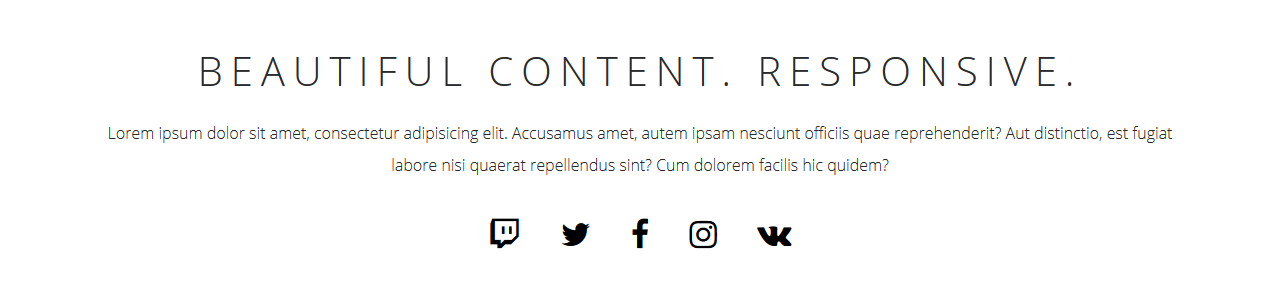 BEAUTIFUL CONTENT. RESPONSIVE.
Lorem ipsum dolor sit amet, consectetur adipisicing elit. Accusamus amet, autem ipsam nesciunt officiis quae reprehenderit? Aut distinctio, est fugiat
labore nisi quaerat repellendus sint? Cum dolorem facilis hic quidem?